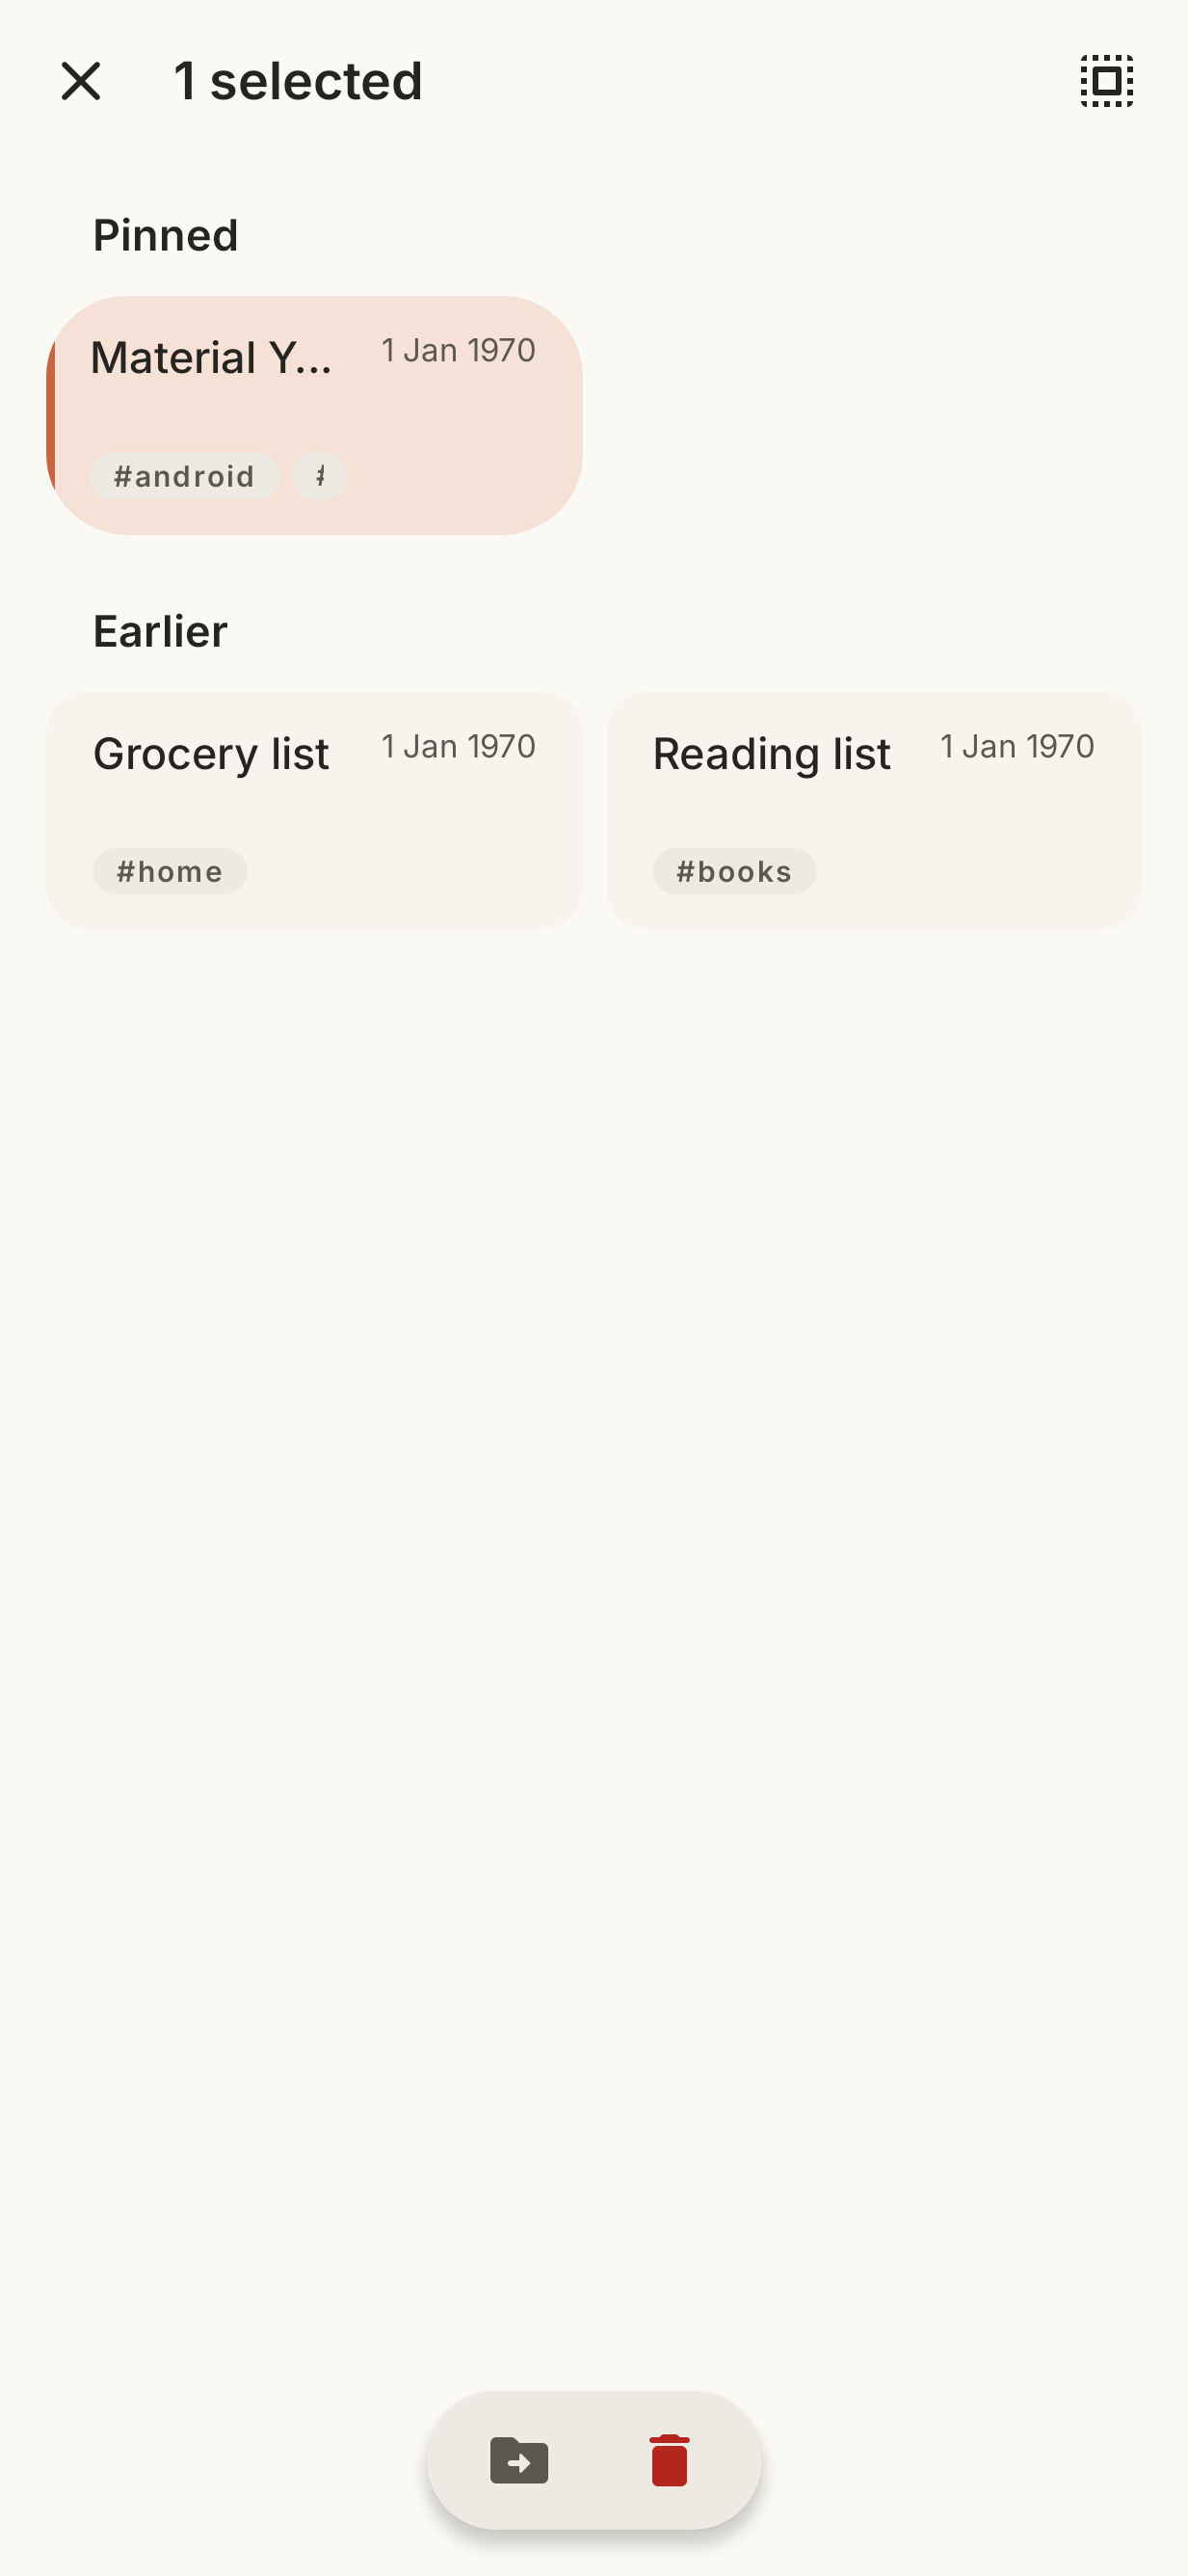 1 selected
Pinned
Material Y... 1 Jan 1970
#android
Earlier
Grocery list 1 Jan 1970
Reading list 1 Jan 1970
#home
#books